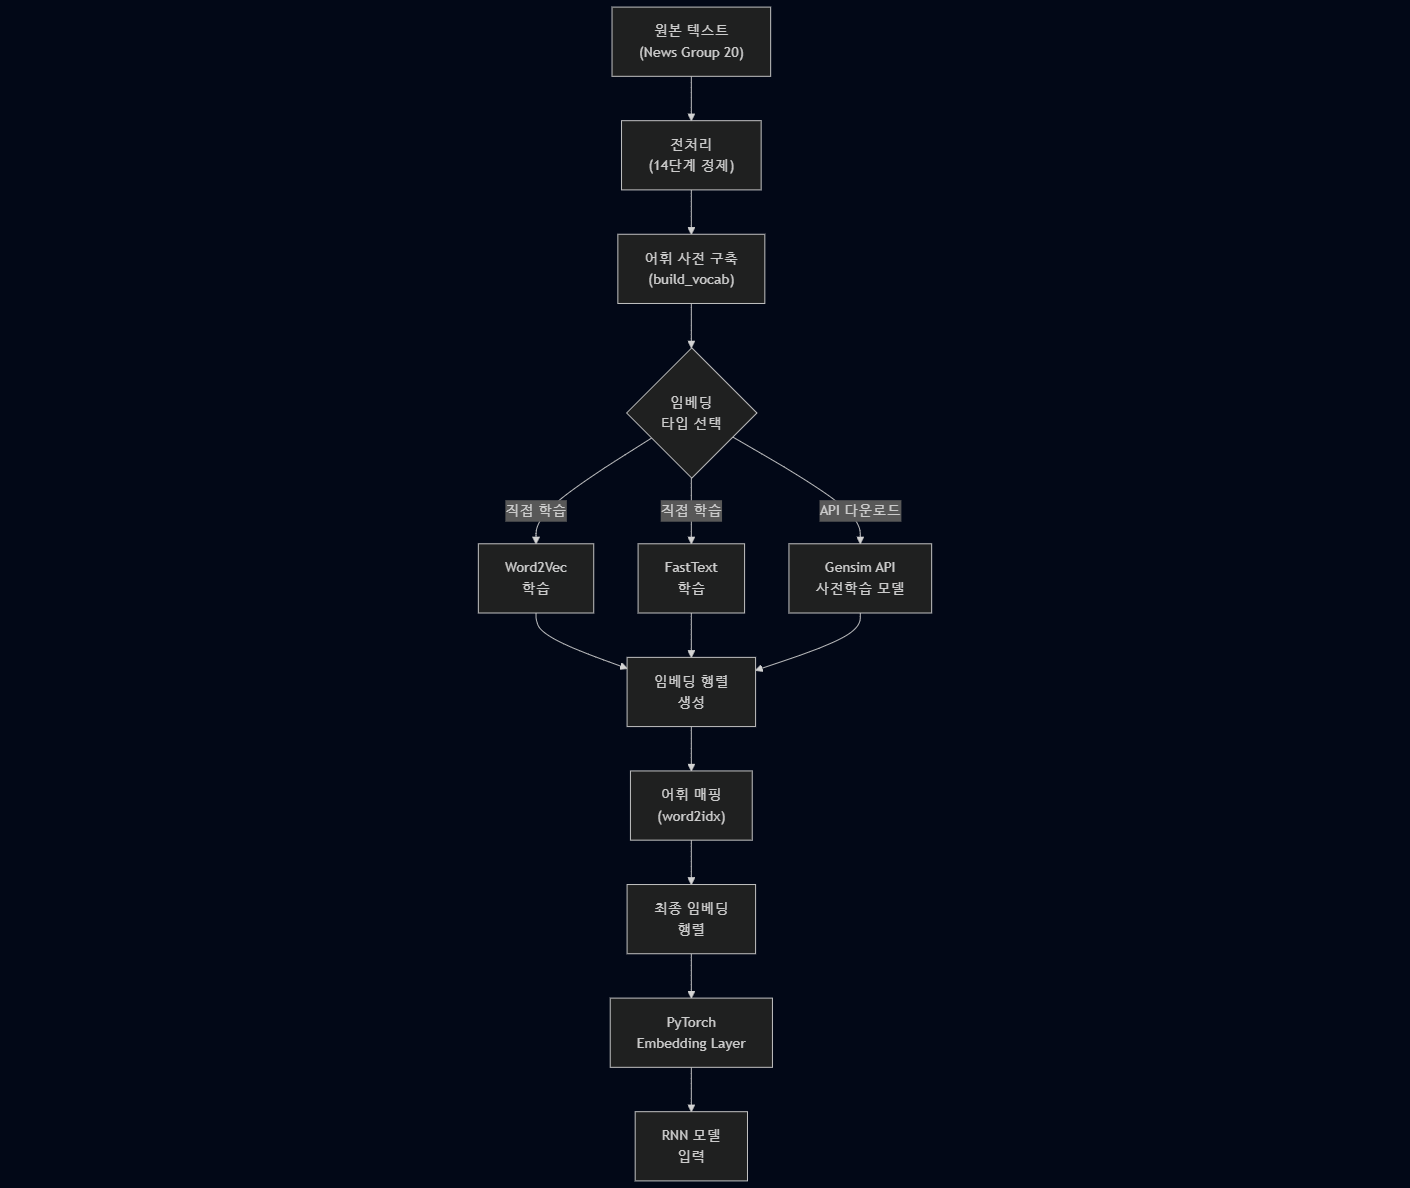 원본 텍스트
(News Group 20)
전처리
(14단계 정제)
어휘 사전 구축
(build_vocab)
임베딩
타입 선택
직접 학습
직접 학습
API 다운로드
Word2Vec
학습
FastText
학습
Gensim API
사전학습 모델
임베딩 행렬
생성
어휘 매핑
(word2idx)
최종 임베딩
행렬
PyTorch
Embedding Layer
RNN 모델
입력